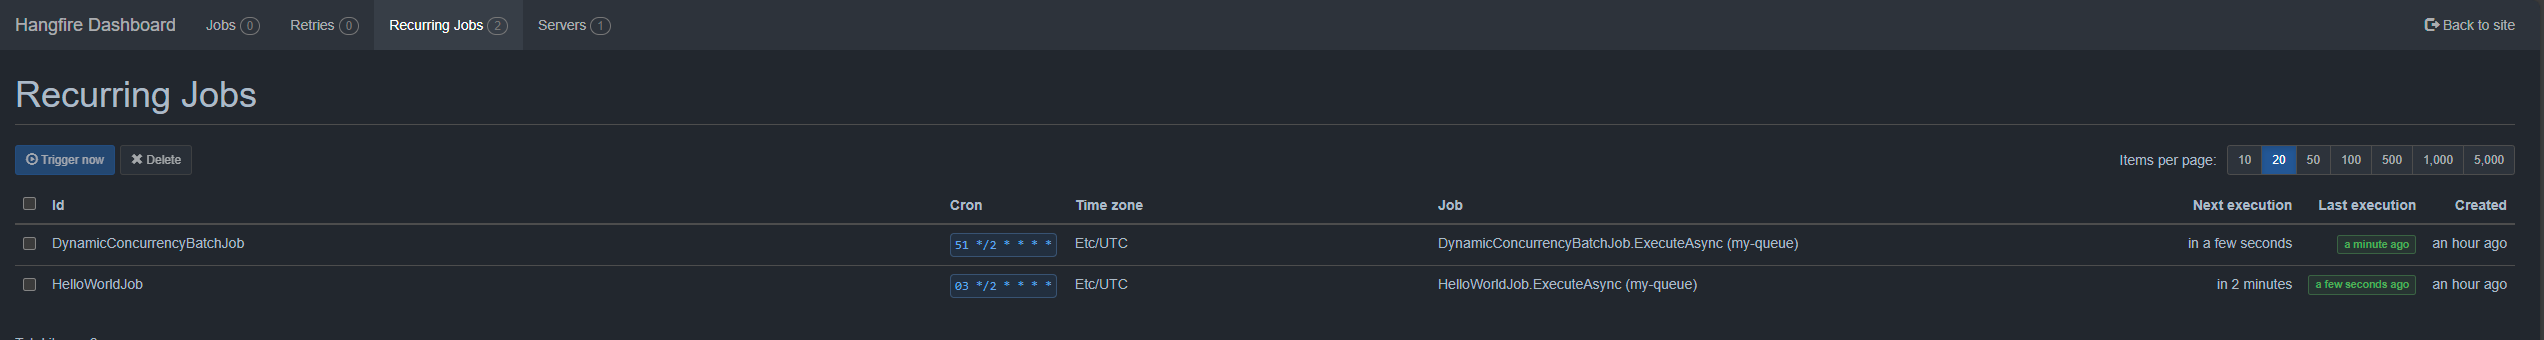 Hangfire Dashboard Jobs 0 Retries 0 Recurring Jobs 2 Servers 1 Back to site
Recurring Jobs
Trigger now Delete Items per page: 10 20 50 100 500 1,000 5,000
Id Cron Time zone Job Next execution Last execution Created
DynamicConcurrencyBatchJob 51 */2 * * * * Etc/UTC DynamicConcurrencyBatchJob.ExecuteAsync (my-queue) in a few seconds a minute ago an hour ago
HelloWorldJob 03 */2 * * * * Etc/UTC HelloWorldJob.ExecuteAsync (my-queue) in 2 minutes a few seconds ago an hour ago